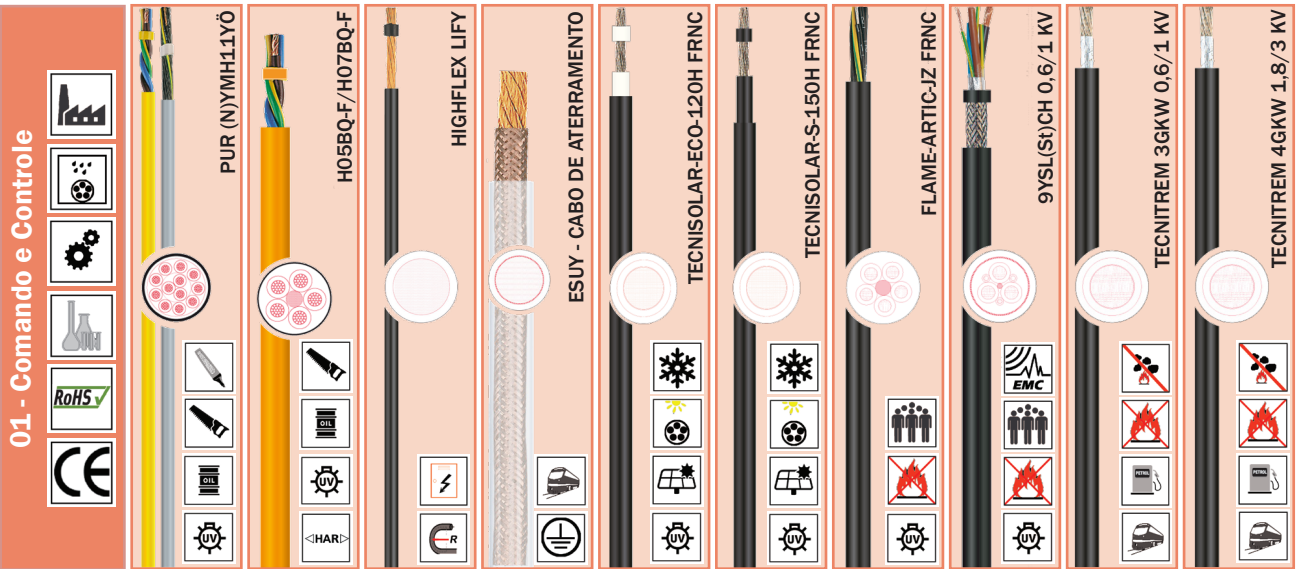 01 - Comando e Controle
RoHS
CE
PUR (N)YMH11YÖ
OIL
UV
H05BQ-F/H07BQ-F
OIL
UV
◁HAR▷
HIGHFLEX LIFY
R
ESUY - CABO DE ATERRAMENTO
TECNISOLAR-ECO-120H FRNC
UV
TECNISOLAR-S-150H FRNC
UV
FLAME-ARTIC-JZ FRNC
UV
9YSL(St)CH 0,6/1 KV
EMC
UV
TECNITREM 3GKW 0,6/1 KV
PETROL
TECNITREM 4GKW 1,8/3 KV
PETROL